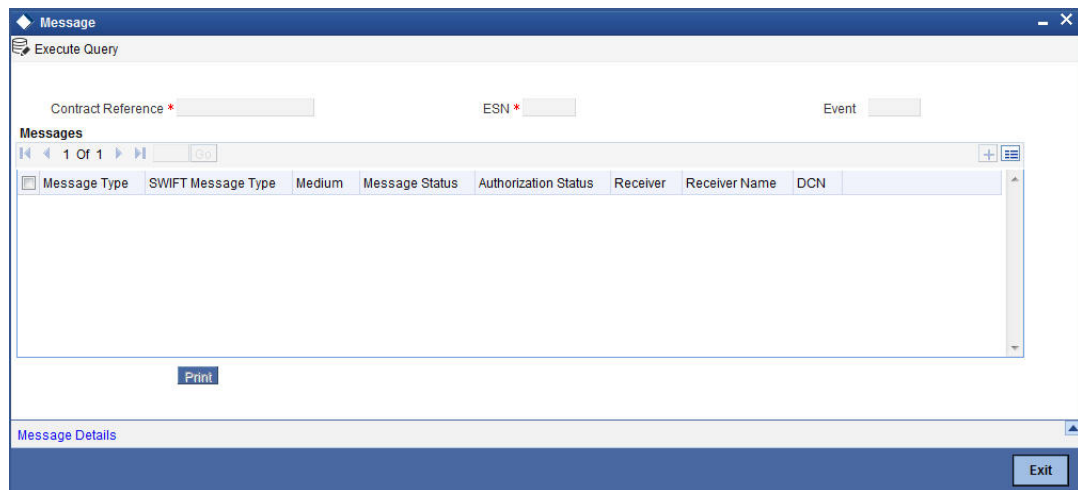 Message
Execute Query
Contract Reference * ESN * Event
Messages
1 Of 1 Go
Message Type SWIFT Message Type Medium Message Status Authorization Status Receiver Receiver Name DCN
Print
Message Details
Exit